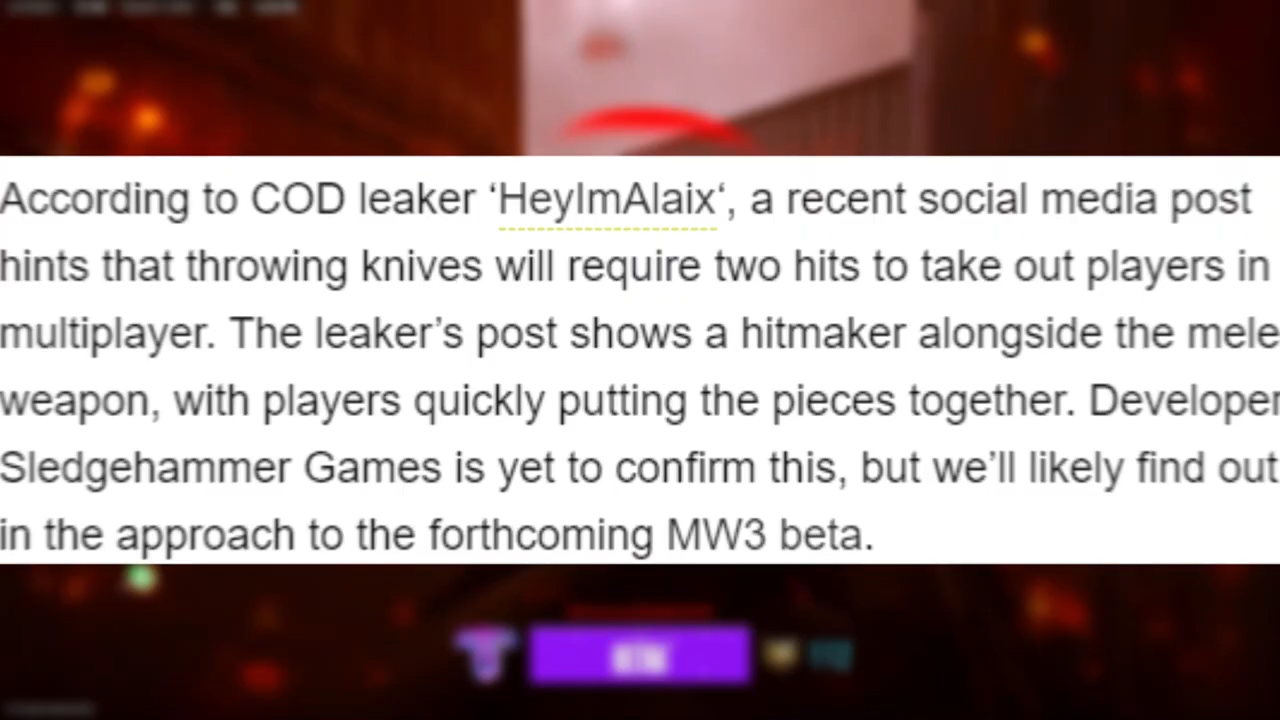 According to COD leaker ‘HeyImAlaix‘, a recent social media post
hints that throwing knives will require two hits to take out players in
multiplayer. The leaker’s post shows a hitmaker alongside the mele
weapon, with players quickly putting the pieces together. Developer
Sledgehammer Games is yet to confirm this, but we’ll likely find out
in the approach to the forthcoming MW3 beta.